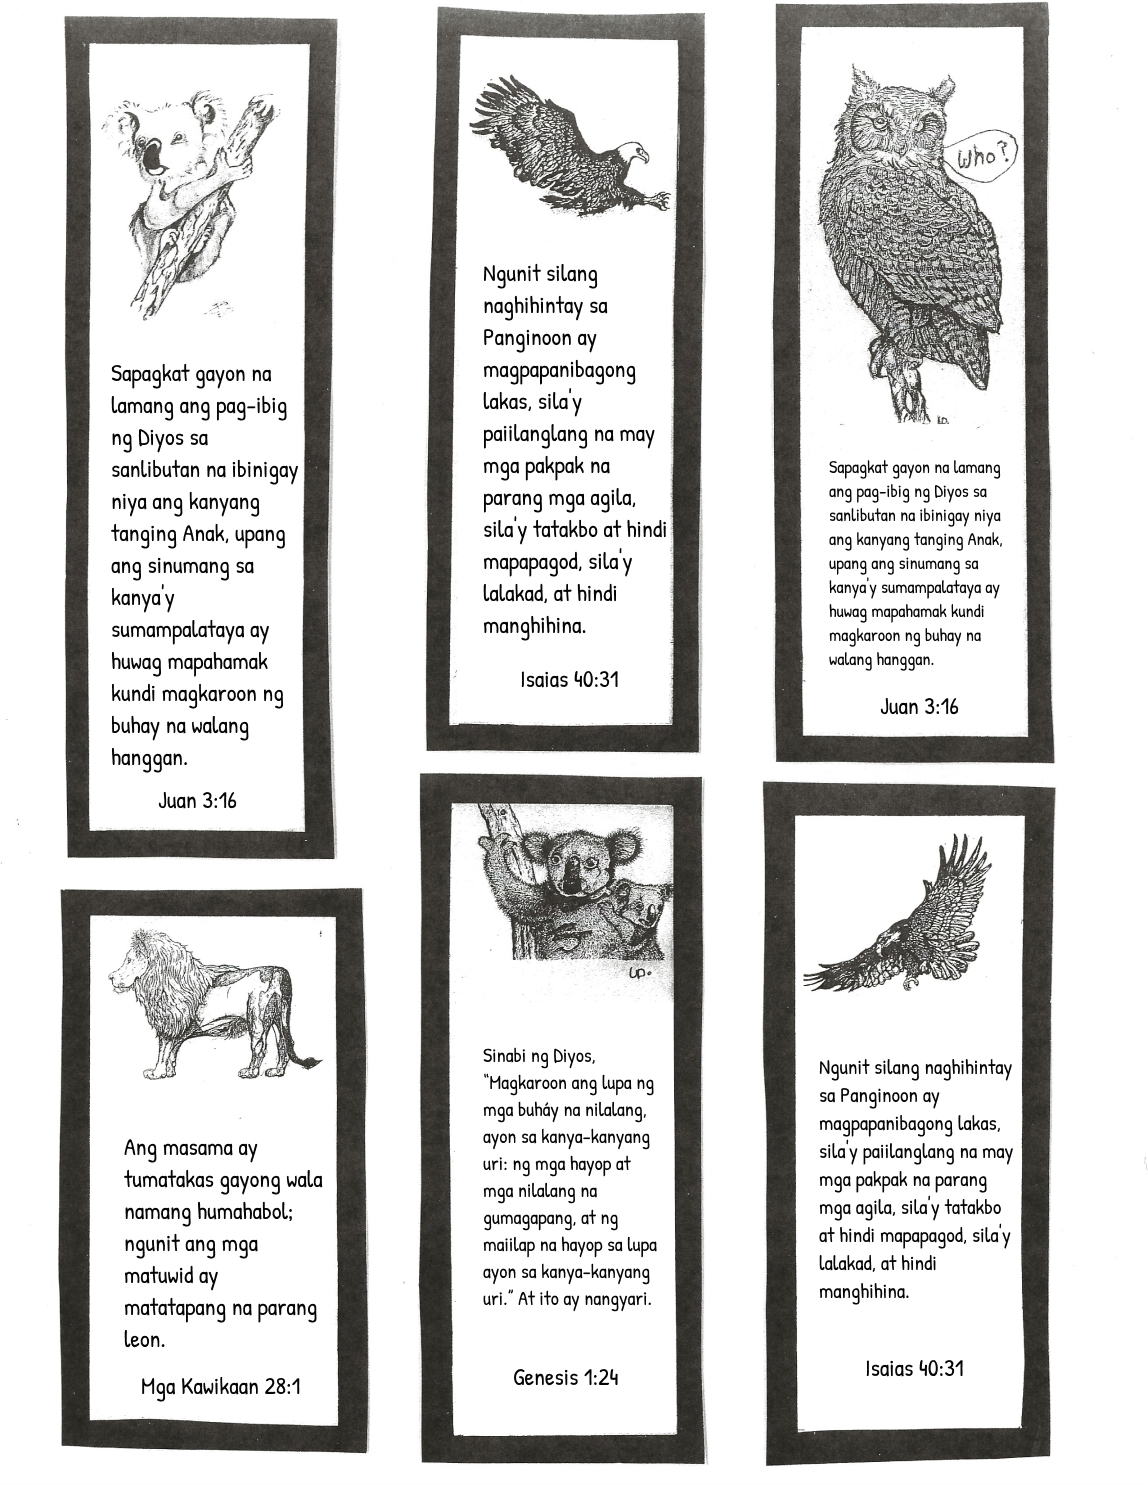 Sapagkat gayon na
lamang ang pag-ibig
ng Diyos sa
sanlibutan na ibinigay
niya ang kanyang
tanging Anak, upang
ang sinumang sa
kanya'y
sumampalataya ay
huwag mapahamak
kundi magkaroon ng
buhay na walang
hanggan.
Juan 3:16
Ngunit silang
naghihintay sa
Panginoon ay
magpapanibagong
lakas, sila'y
paiilanglang na may
mga pakpak na
parang mga agila,
sila'y tatakbo at hindi
mapapagod, sila'y
lalakad, at hindi
manghihina.
Isaias 40:31
Who?
Sapagkat gayon na lamang
ang pag-ibig ng Diyos sa
sanlibutan na ibinigay niya
ang kanyang tanging Anak,
upang ang sinumang sa
kanya'y sumampalataya ay
huwag mapahamak kundi
magkaroon ng buhay na
walang hanggan.
Juan 3:16
Ang masama ay
tumatakas gayong wala
namang humahabol;
ngunit ang mga
matuwid ay
matatapang na parang
leon.
Mga Kawikaan 28:1
Sinabi ng Diyos,
“Magkaroon ang lupa ng
mga buháy na nilalang,
ayon sa kanya-kanyang
uri: ng mga hayop at
mga nilalang na
gumagapang, at ng
maiilap na hayop sa lupa
ayon sa kanya-kanyang
uri.” At ito ay nangyari.
Genesis 1:24
Ngunit silang naghihintay
sa Panginoon ay
magpapanibagong lakas,
sila'y paiilanglang na may
mga pakpak na parang
mga agila, sila'y tatakbo
at hindi mapapagod, sila'y
lalakad, at hindi
manghihina.
Isaias 40:31